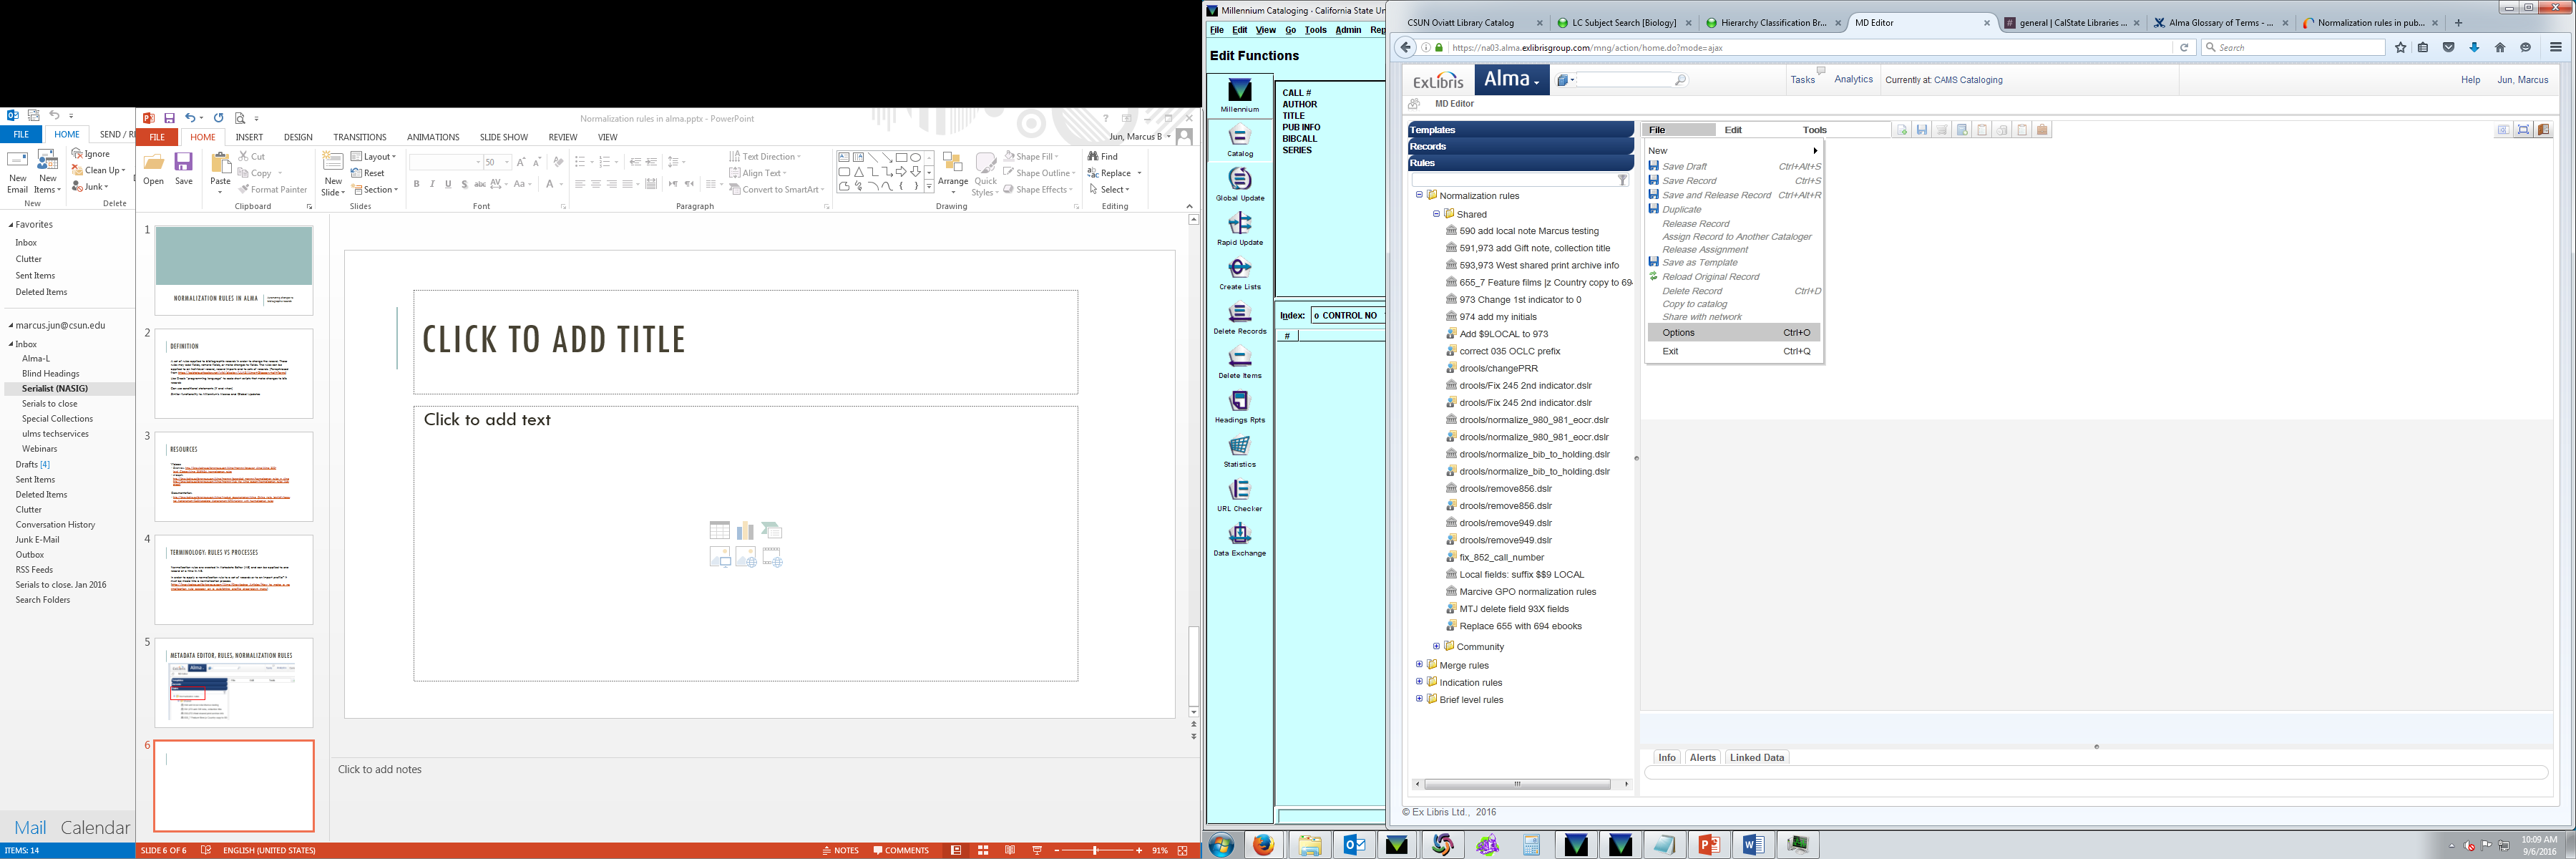 FILE
HOME
SEND / RE
New
Email
New
Items
Ignore
Clean Up
Junk
New
Delete
Favorites
Inbox
Clutter
Sent Items
Deleted Items
marcus.jun@csun.edu
Inbox
Alma-L
Blind Headings
Serialist (NASIG)
Serials to close
Special Collections
ulms techservices
Webinars
Drafts [4]
Sent Items
Deleted Items
Clutter
Conversation History
Junk E-Mail
Outbox
RSS Feeds
Serials to close. Jan 2016
Search Folders
Mail Calendar
ITEMS: 14
Normalization rules in alma.pptx - PowerPoint
FILE HOME INSERT DESIGN TRANSITIONS ANIMATIONS SLIDE SHOW REVIEW VIEW
Jun, Marcus B
Open
Save
Paste
Cut
Copy
Format Painter
Clipboard
New
Slide
Layout
Reset
Section
Slides
50
Font
Text Direction
Align Text
Convert to SmartArt
Paragraph
Arrange
Quick
Styles
Shape Fill
Shape Outline
Shape Effects
Drawing
Find
Replace
Select
Editing
1
NORMALIZATION RULES IN ALMA
2
DEFINITION
3
RESOURCES
4
TERMINOLOGY: RULES VS PROCESSES
5
METADATA EDITOR, RULES, NORMALIZATION RULES
6
CLICK TO ADD TITLE
Click to add text
Click to add notes
SLIDE 6 OF 6
ENGLISH (UNITED STATES)
NOTES
COMMENTS
91%
Millennium Cataloging - California State Un
File Edit View Go Tools Admin Rep
Edit Functions
Millennium
Catalog
Global Update
Rapid Update
Create Lists
Delete Records
Delete Items
Headings Rpts
Statistics
URL Checker
Data Exchange
CALL #
AUTHOR
TITLE
PUB INFO
BIBCALL
SERIES
Index: o CONTROL NO
#
CSUN Oviatt Library Catalog
LC Subject Search [Biology]
Hierarchy Classification Br...
MD Editor
general | CalState Libraries ...
Alma Glossary of Terms - ...
Normalization rules in pub...
https://na03.alma.exlibrisgroup.com/mng/action/home.do?mode=ajax
Search
ExLibris
Alma
Tasks
Analytics
Currently at: CAMS Cataloging
Help
Jun, Marcus
MD Editor
Templates
Records
Rules
Normalization rules
Shared
590 add local note Marcus testing
591,973 add Gift note, collection title
593,973 West shared print archive info
655_7 Feature films |z Country copy to 69
973 Change 1st indicator to 0
974 add my initials
Add $9LOCAL to 973
correct 035 OCLC prefix
drools/changePRR
drools/Fix 245 2nd indicator.dslr
drools/Fix 245 2nd indicator.dslr
drools/normalize_980_981_eocr.dslr
drools/normalize_980_981_eocr.dslr
drools/normalize_bib_to_holding.dslr
drools/normalize_bib_to_holding.dslr
drools/remove856.dslr
drools/remove856.dslr
drools/remove949.dslr
drools/remove949.dslr
fix_852_call_number
Local fields: suffix $$9 LOCAL
Marcive GPO normalization rules
MTJ delete field 93X fields
Replace 655 with 694 ebooks
Community
Merge rules
Indication rules
Brief level rules
File Edit Tools
New
Save Draft Ctrl+Alt+S
Save Record Ctrl+S
Save and Release Record Ctrl+Alt+R
Duplicate
Release Record
Assign Record to Another Cataloger
Release Assignment
Save as Template
Reload Original Record
Delete Record Ctrl+D
Copy to catalog
Share with network
Options Ctrl+O
Exit Ctrl+Q
Info
Alerts
Linked Data
© Ex Libris Ltd., 2016
10:09 AM
9/6/2016